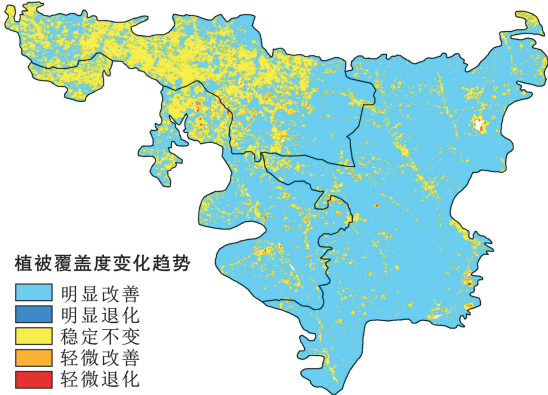 植被覆盖度变化趋势
明显改善
明显退化
稳定不变
轻微改善
轻微退化